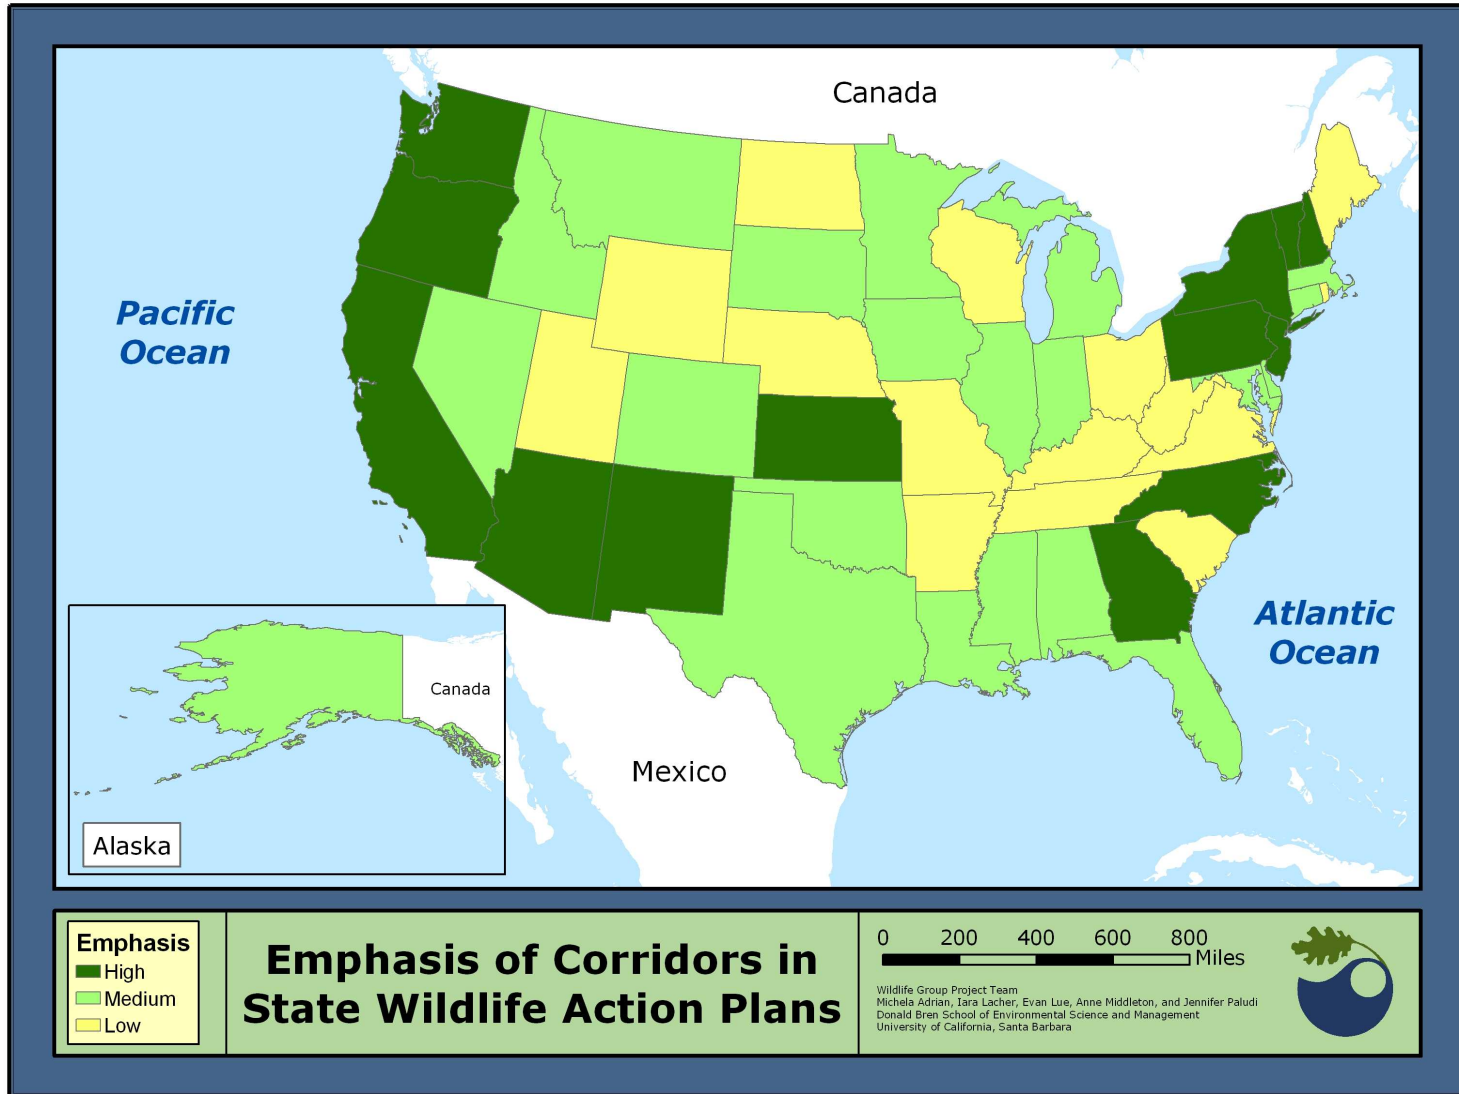 Canada
Pacific
Ocean
Atlantic
Ocean
Canada
Mexico
Alaska
Emphasis
High
Medium
Low
Emphasis of Corridors in
State Wildlife Action Plans
0 200 400 600 800
Miles
Wildlife Group Project Team
Michela Adrian, Iara Lacher, Evan Lue, Anne Middleton, and Jennifer Paludi
Donald Bren School of Environmental Science and Management
University of California, Santa Barbara